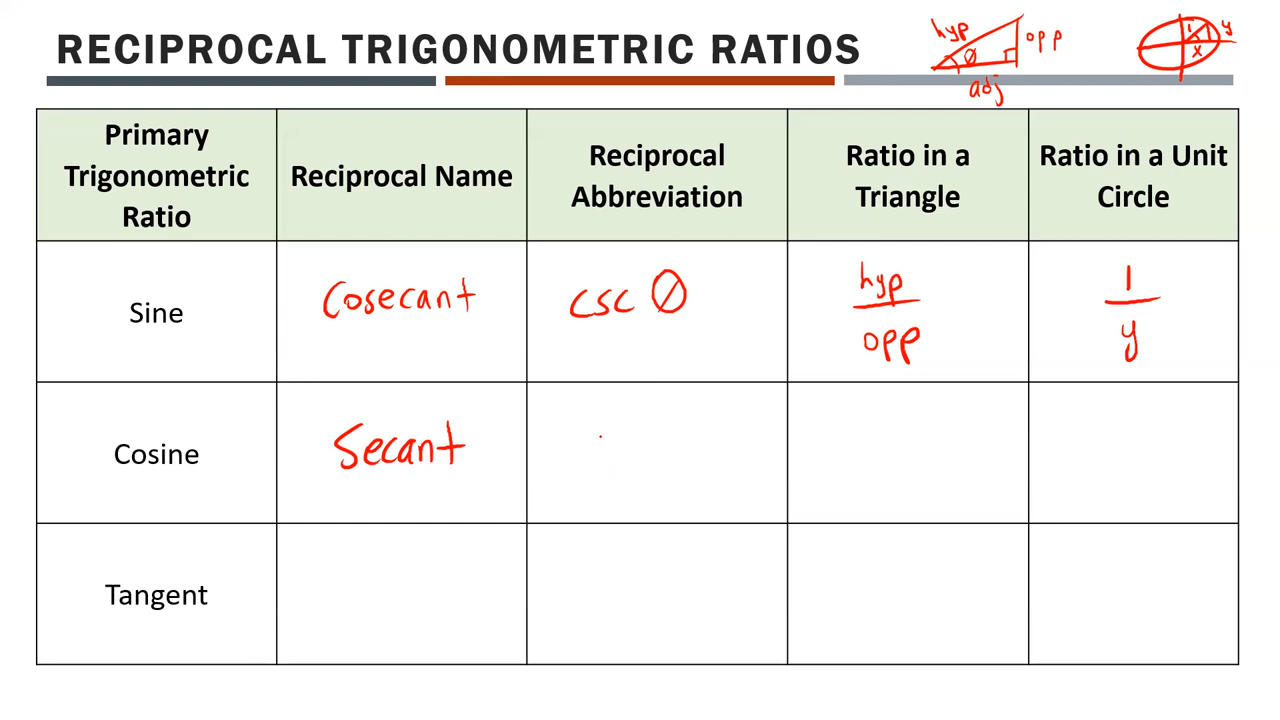 RECIPROCAL TRIGONOMETRIC RATIOS
hyp
opp
θ
adj
1
y
x
Primary
Trigonometric
Ratio
Reciprocal Name
Reciprocal
Abbreviation
Ratio in a
Triangle
Ratio in a Unit
Circle
Sine
Cosecant
csc θ
hyp
opp
1
y
Cosine
Secant
Tangent